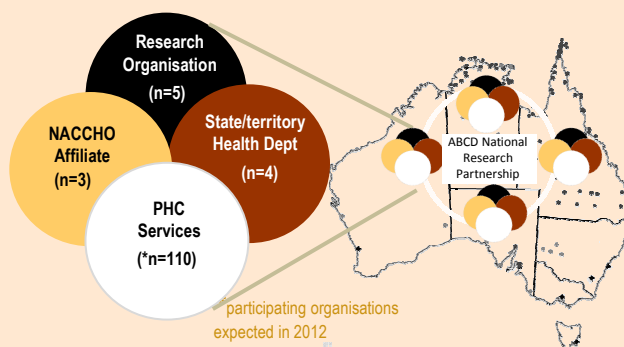 Research
Organisation
(n=5)
NACCHO
Affiliate
(n=3)
State/territory
Health Dept
(n=4)
PHC
Services
(*n=110)
ABCD National
Research
Partnership
*participating organisations
expected in 2012